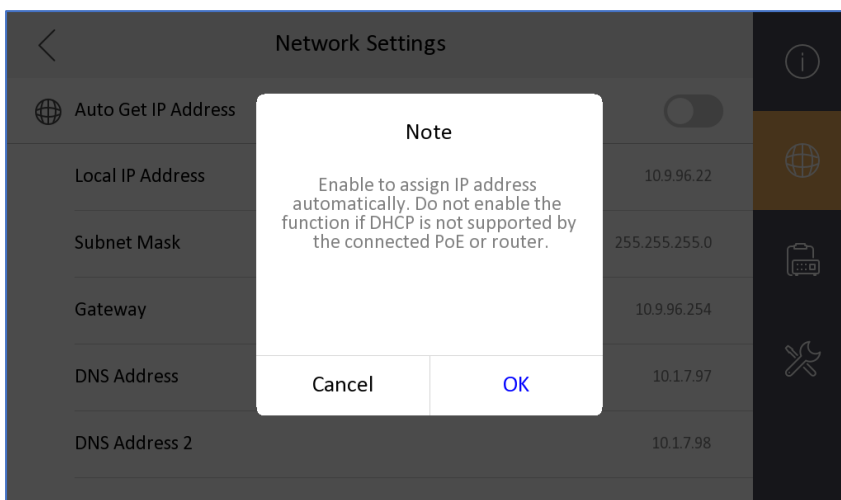 Network Settings
Auto Get IP Address
Note
Enable to assign IP address
automatically. Do not enable the
function if DHCP is not supported by
the connected PoE or router.
Cancel
OK
Local IP Address
10.9.96.22
Subnet Mask
255.255.255.0
Gateway
10.9.96.254
DNS Address
10.1.7.97
DNS Address 2
10.1.7.98